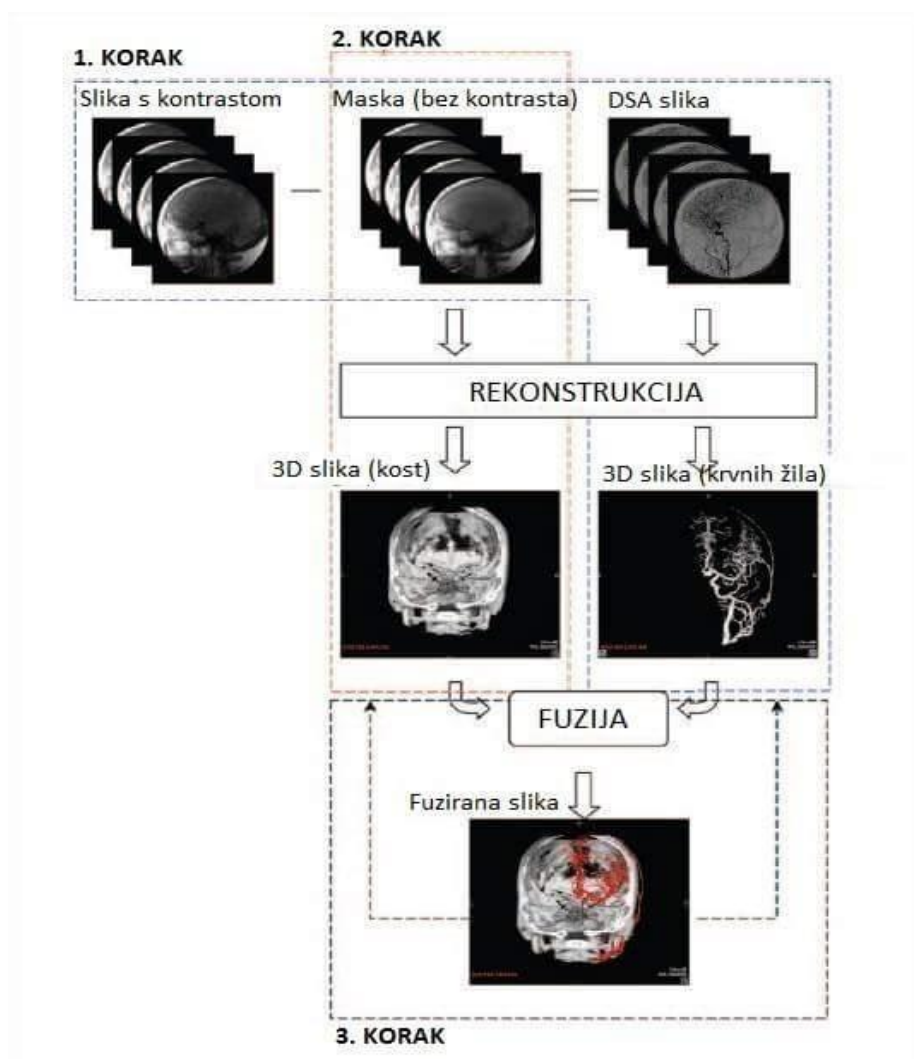 1. KORAK
2. KORAK
Slika s kontrastom
Maska (bez kontrasta)
DSA slika
REKONSTRUKCIJA
3D slika (kost)
3D slika (krvnih žila)
FUZIJA
Fuzirana slika
3. KORAK